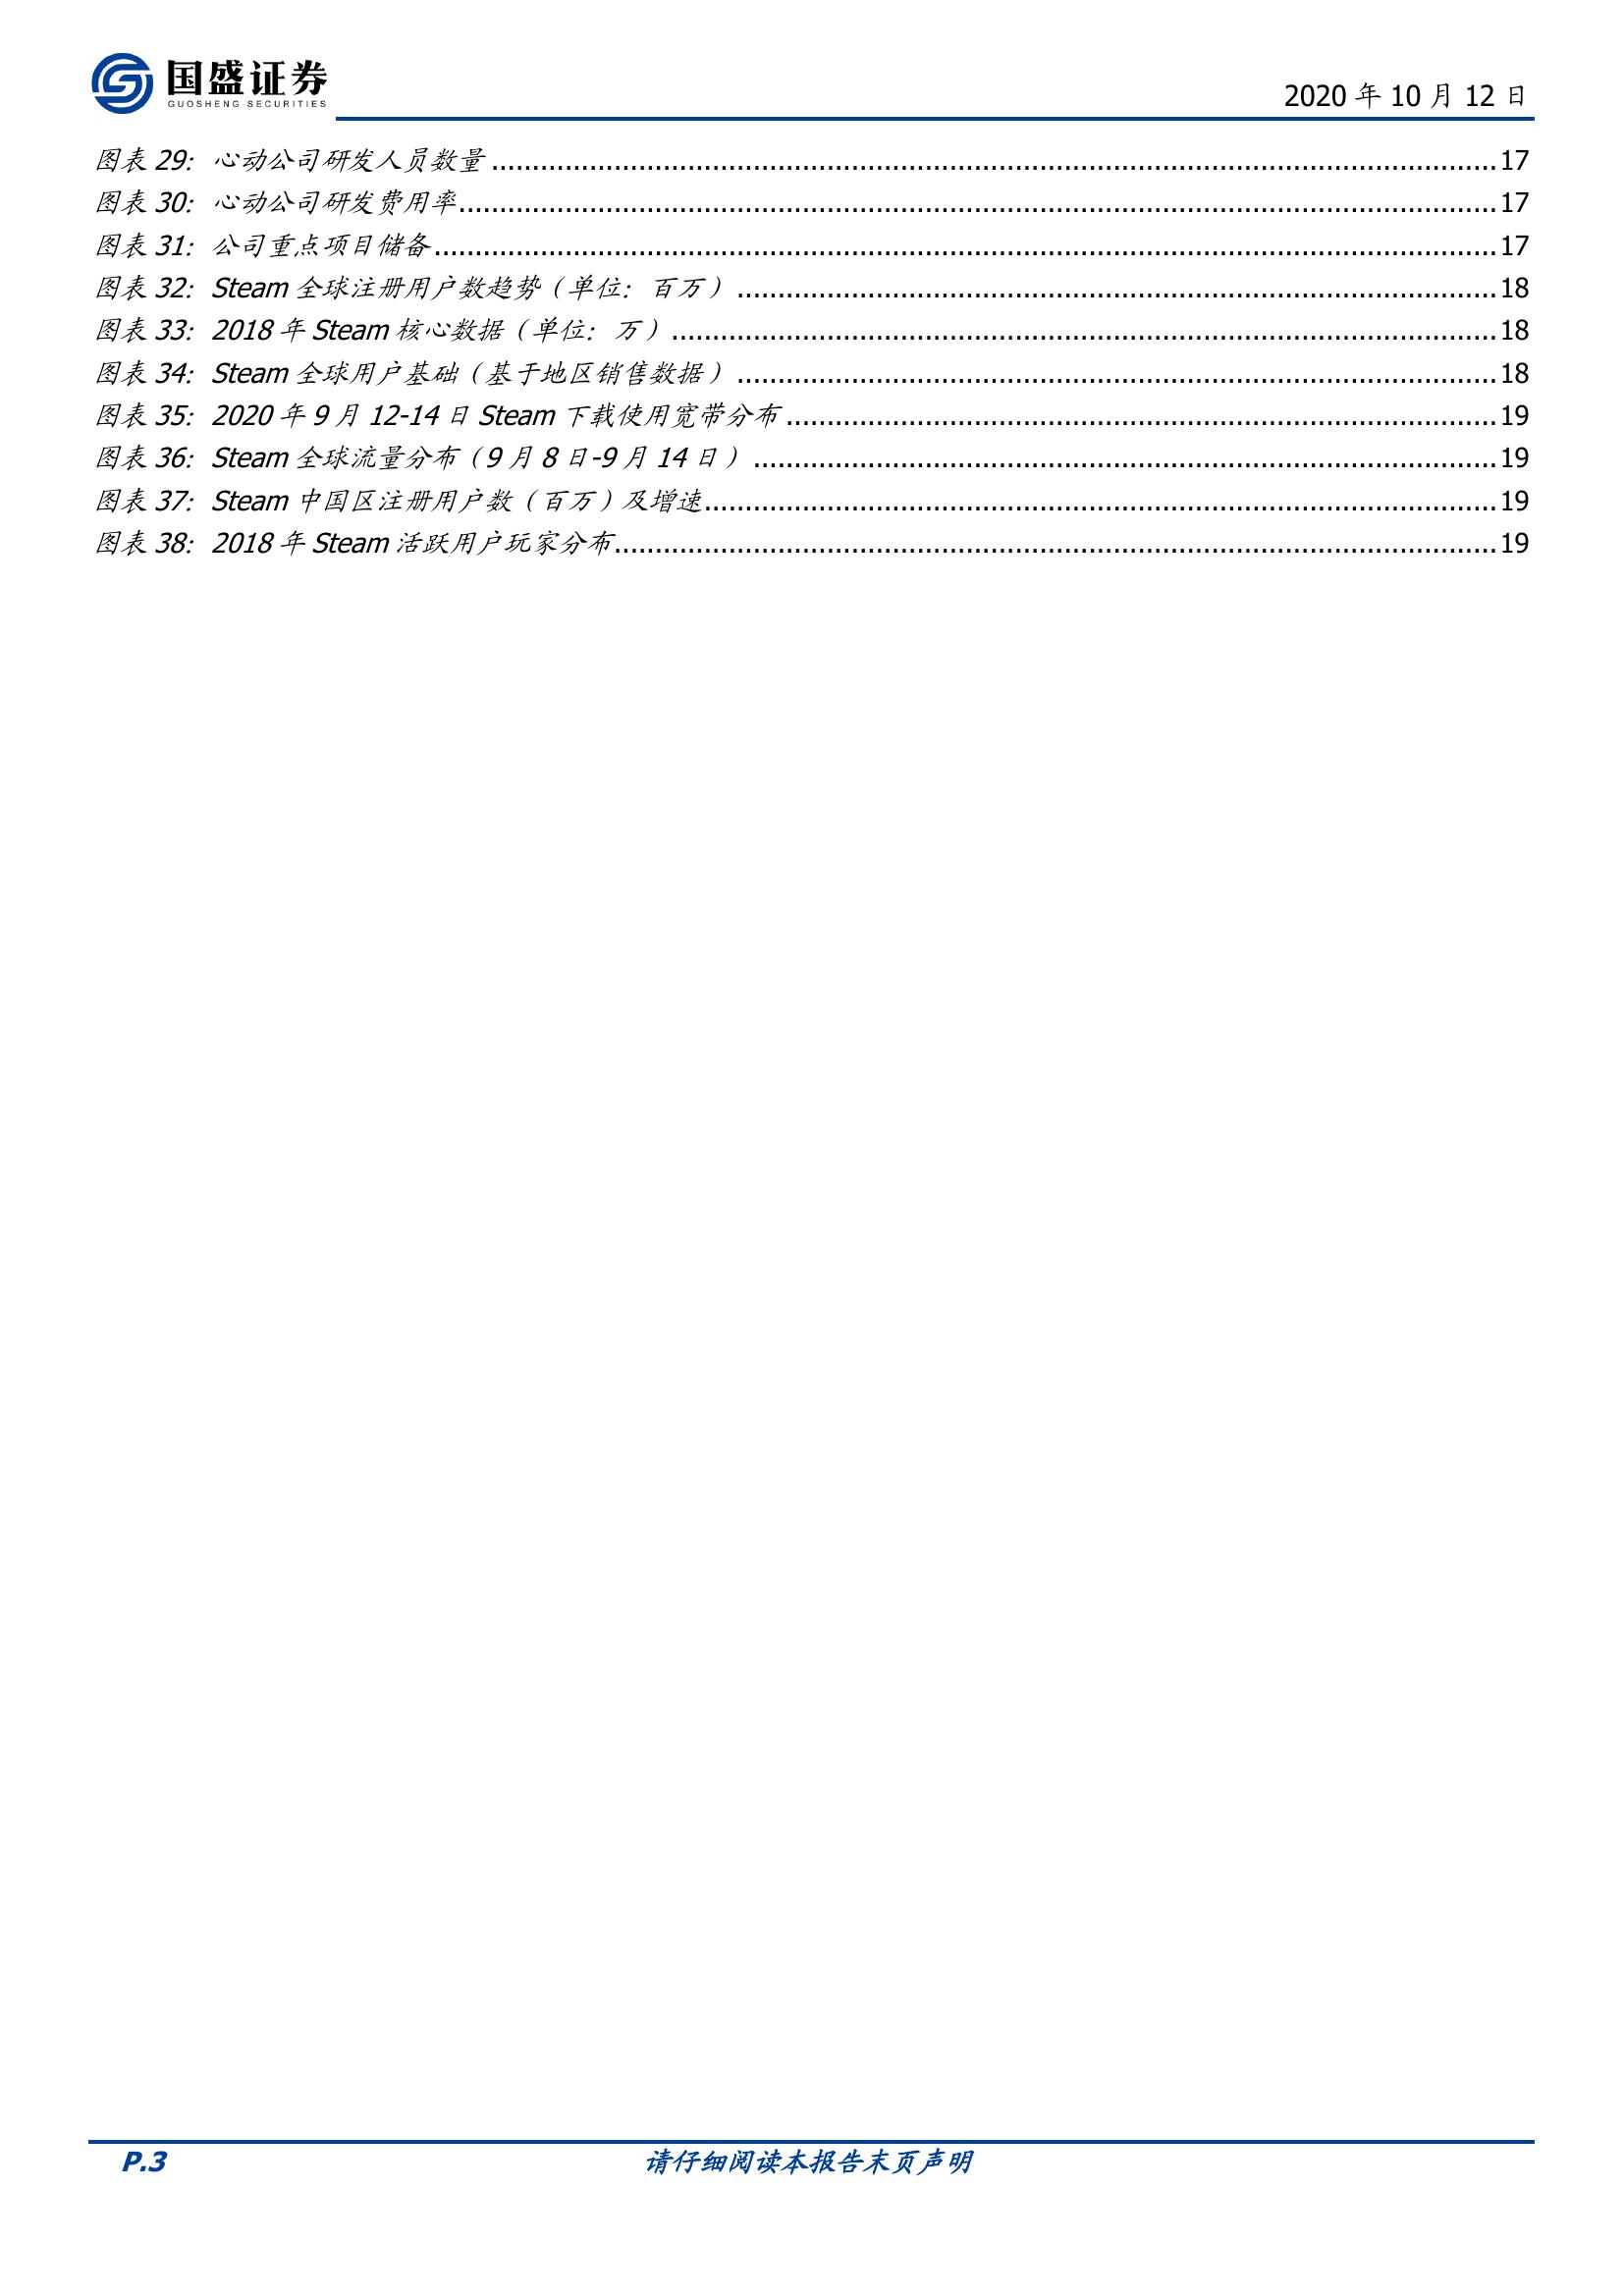 国盛证券
GUOSHENG SECURITIES
2020 年 10 月 12 日
图表 29：心动公司研发人员数量 ........ 17
图表 30：心动公司研发费用率 ........ 17
图表 31：公司重点项目储备 ........ 17
图表 32：Steam 全球注册用户数趋势（单位：百万） ........ 18
图表 33：2018 年 Steam 核心数据（单位：万） ........ 18
图表 34：Steam 全球用户基础（基于地区销售数据） ........ 18
图表 35：2020 年 9 月 12-14 日 Steam 下载使用宽带分布 ........ 19
图表 36：Steam 全球流量分布（9 月 8 日-9 月 14 日） ........ 19
图表 37：Steam 中国区注册用户数（百万）及增速 ........ 19
图表 38：2018 年 Steam 活跃用户玩家分布 ........ 19
P.3
请仔细阅读本报告末页声明